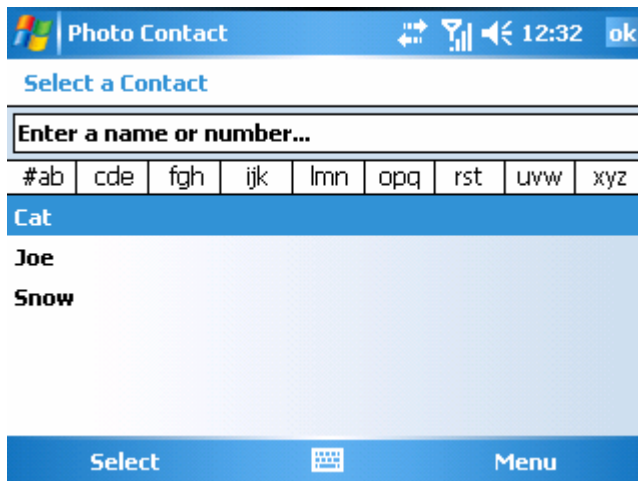 Photo Contact 12:32 ok
Select a Contact
Enter a name or number...
#ab cde fgh ijk lmn opq rst uvw xyz
Cat
Joe
Snow
Select Menu